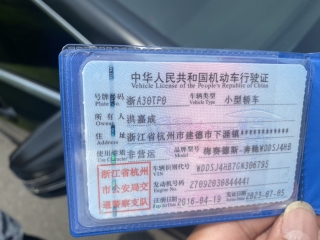 中华人民共和国机动车行驶证
Vehicle License of the People's Republic of China
号牌号码 浙A30TP0 车辆类型 小型轿车
Plate No. Vehicle Type
所有人 洪嘉成
Owner
住址 浙江省杭州市建德市下涯镇***********
Address
使用性质 非营运 品牌型号 梅赛德斯-奔驰WDDSJ4HB
Model
浙江省杭州市公安局交通警察支队
车辆识别代号 WDDSJ4HB7GN306795
VIN
发动机号码 27092030844441
Engine No.
注册日期 2016-04-19 发证日期 2023-07-05